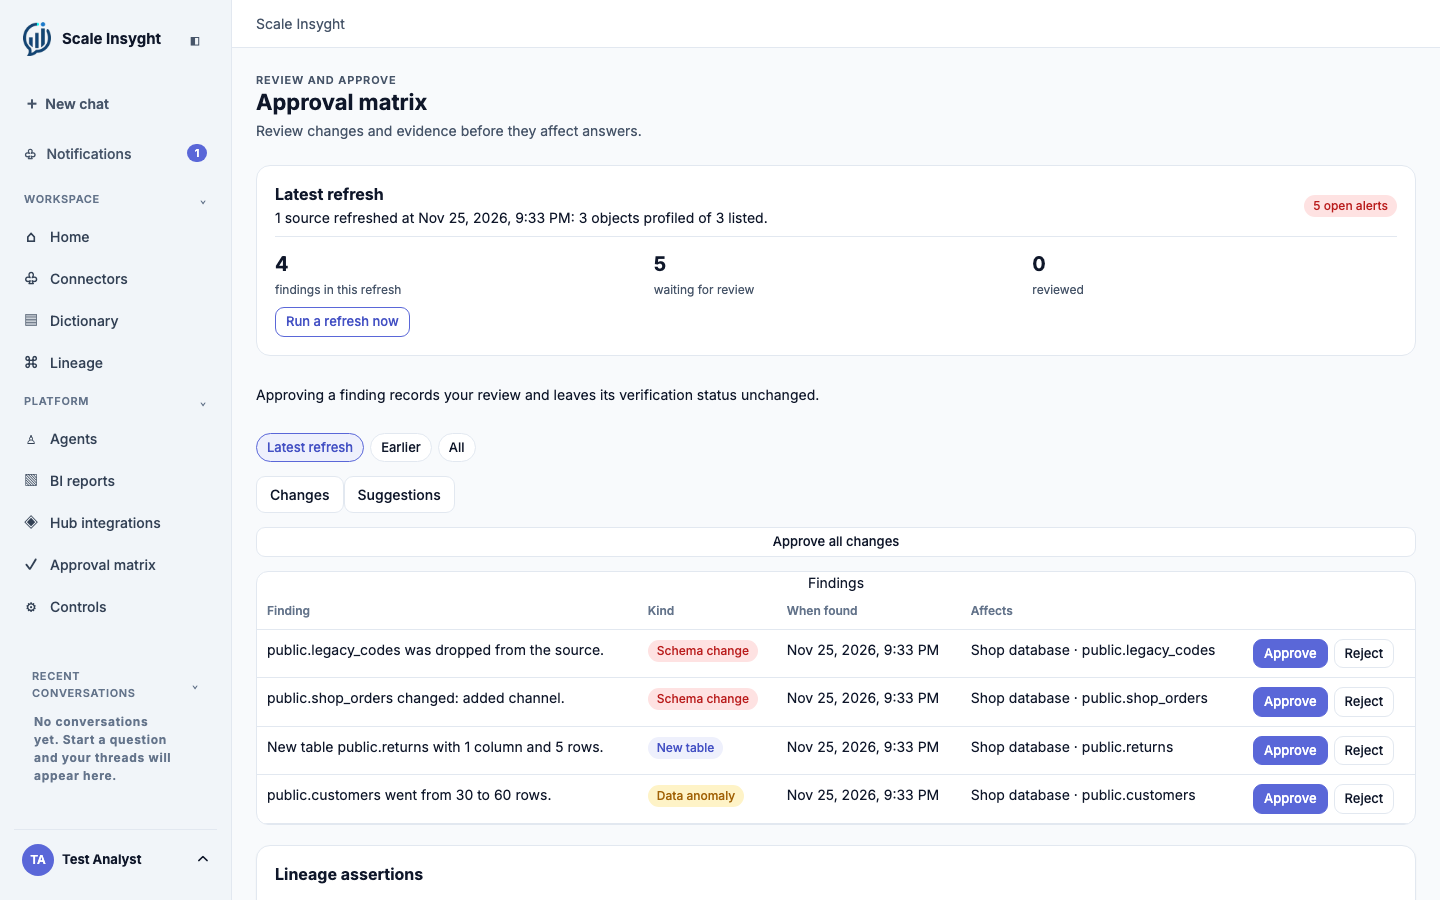 Scale Insyght
Scale Insyght
+ New chat
Notifications 1
WORKSPACE
Home
Connectors
Dictionary
Lineage
PLATFORM
Agents
BI reports
Hub integrations
Approval matrix
Controls
RECENT
CONVERSATIONS
No conversations
yet. Start a question
and your threads will
appear here.
TA Test Analyst
REVIEW AND APPROVE
Approval matrix
Review changes and evidence before they affect answers.
Latest refresh
1 source refreshed at Nov 25, 2026, 9:33 PM: 3 objects profiled of 3 listed.
5 open alerts
4 5 0
findings in this refresh waiting for review reviewed
Run a refresh now
Approving a finding records your review and leaves its verification status unchanged.
Latest refresh Earlier All
Changes Suggestions
Approve all changes
Findings
Finding Kind When found Affects
public.legacy_codes was dropped from the source. Schema change Nov 25, 2026, 9:33 PM Shop database · public.legacy_codes Approve Reject
public.shop_orders changed: added channel. Schema change Nov 25, 2026, 9:33 PM Shop database · public.shop_orders Approve Reject
New table public.returns with 1 column and 5 rows. New table Nov 25, 2026, 9:33 PM Shop database · public.returns Approve Reject
public.customers went from 30 to 60 rows. Data anomaly Nov 25, 2026, 9:33 PM Shop database · public.customers Approve Reject
Lineage assertions